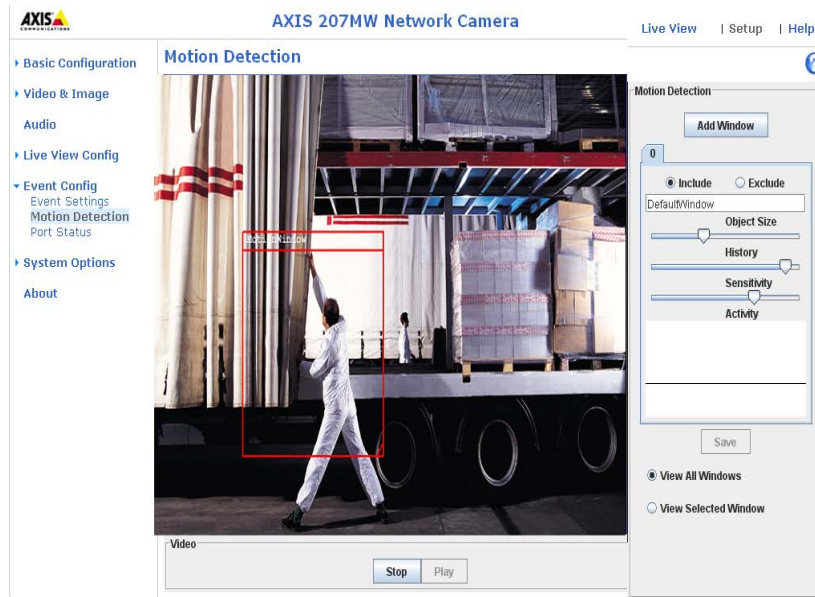 AXIS
COMMUNICATIONS
AXIS 207MW Network Camera
Live View | Setup | Help
Basic Configuration
Video & Image
Audio
Live View Config
Event Config
Event Settings
Motion Detection
Port Status
System Options
About
Motion Detection
MotionWindow
Video
Stop Play
Motion Detection
Add Window
0
Include Exclude
DefaultWindow
Object Size
History
Sensitivity
Activity
Save
View All Windows
View Selected Window